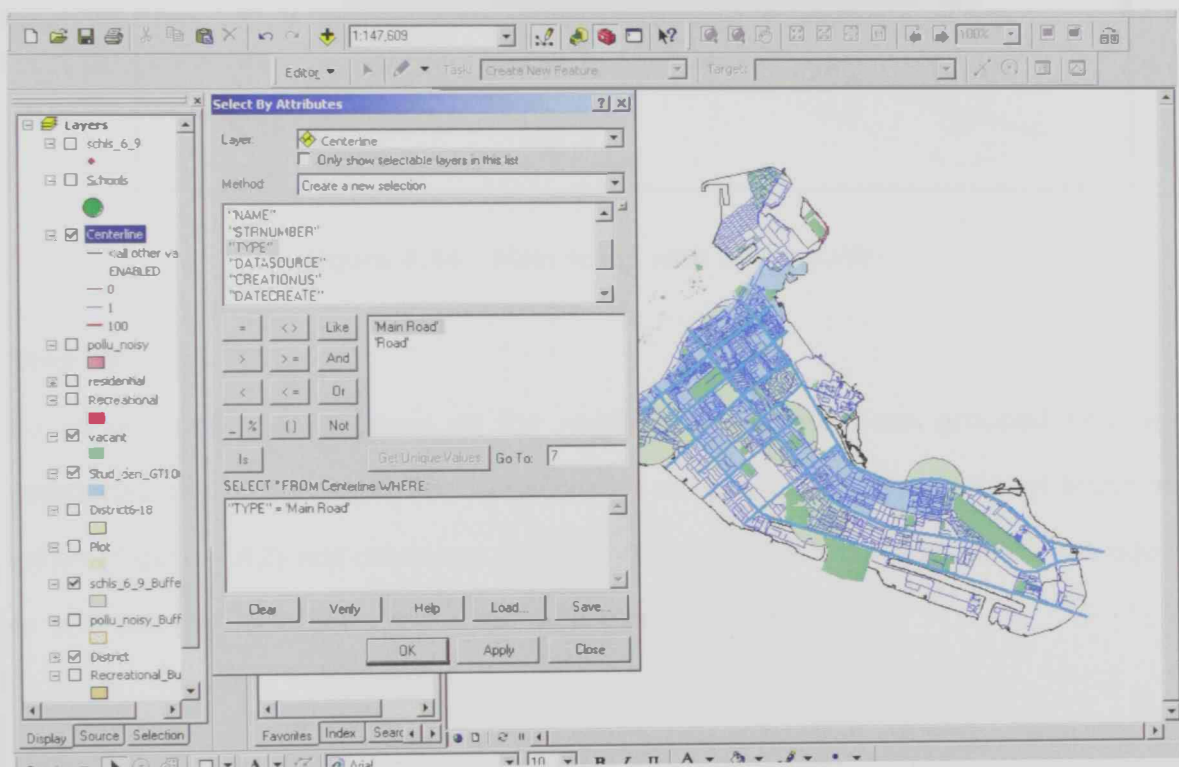 1:147,609
100%
Editor
Task: Create New Feature
Target:
Layers
schls_6_9
Schools
Centerline
<all other va
ENABLED
0
1
100
pollu_noisy
residential
Recreational
vacant
Stud_den_GT10
District6-18
Plot
schls_6_9_Buffe
pollu_noisy_Buff
District
Recreational_Bu
Display Source Selection
Select By Attributes
Layer: Centerline
Only show selectable layers in this list
Method: Create a new selection
"NAME"
"STRNUMBER"
"TYPE"
"DATASOURCE"
"CREATIONUS"
"DATECREATE"
= <> Like
> >= And
< <= Or
_ % () Not
Is
'Main Road'
'Road'
Get Unique Values Go To: 7
SELECT * FROM Centerline WHERE:
"TYPE" = 'Main Road'
Clear Verify Help Load... Save...
OK Apply Close
Favorites Index Searc
Arial 10 B I U A